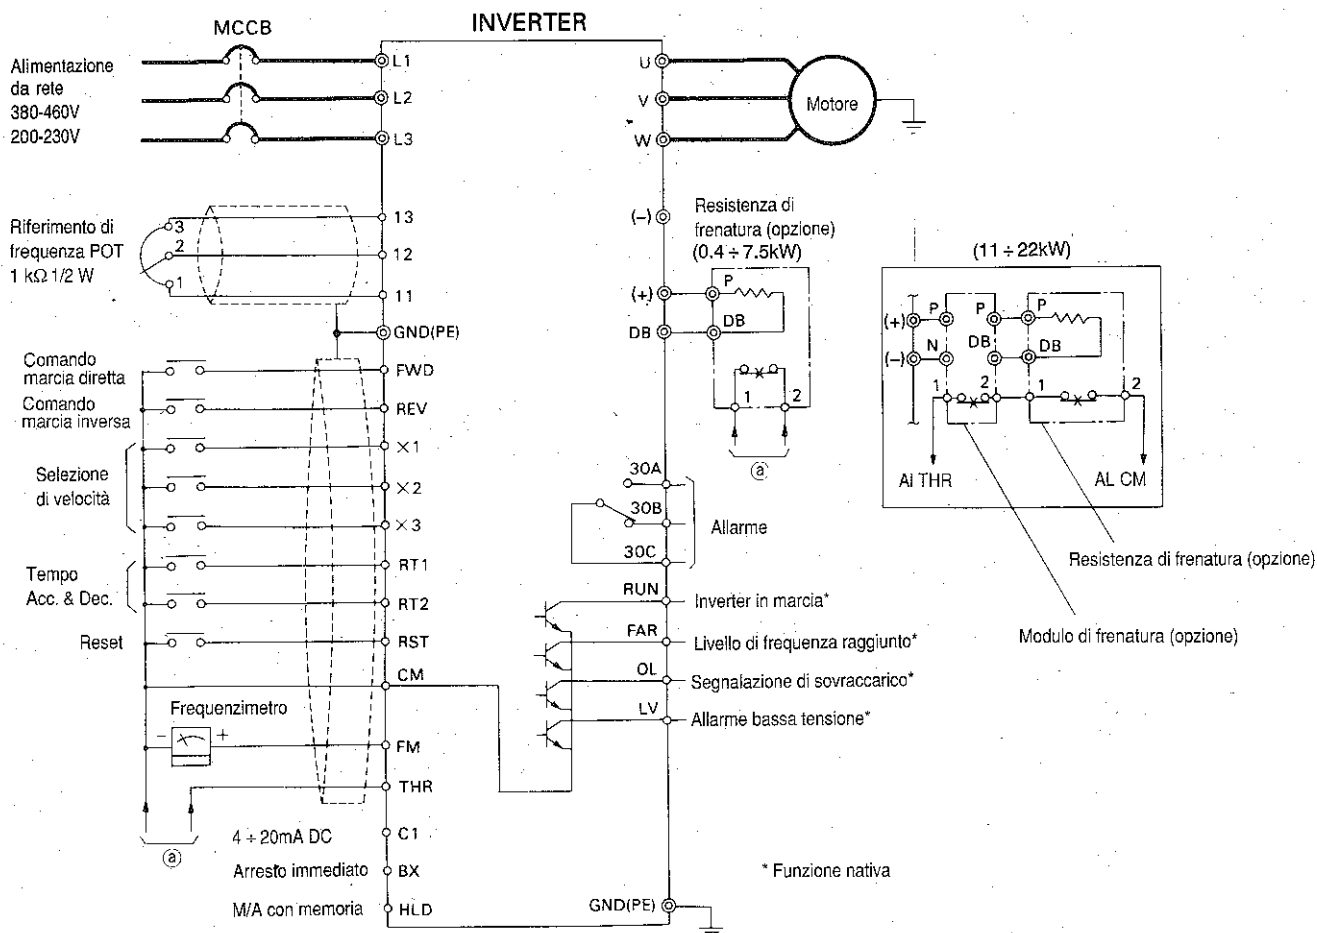 INVERTER
MCCB
Alimentazione
da rete
380-460V
200-230V
L1
L2
L3
U
V
W
Motore
Riferimento di
frequenza POT
1 kΩ 1/2 W
3
2
1
13
12
11
GND(PE)
(−)
(+)
DB
Resistenza di
frenatura (opzione)
(0.4 ÷ 7.5kW)
P
DB
1
2
ⓐ
(11 ÷ 22kW)
(+)
P
P
P
(−)
N
DB
DB
1
2
1
2
Al THR
AL CM
Resistenza di frenatura (opzione)
Modulo di frenatura (opzione)
Comando
marcia diretta
FWD
Comando
marcia inversa
REV
Selezione
di velocità
X1
X2
X3
Tempo
Acc. & Dec.
RT1
RT2
Reset
RST
CM
Frequenzimetro
−
+
FM
THR
ⓐ
4 ÷ 20mA DC
C1
Arresto immediato
BX
M/A con memoria
HLD
30A
30B
30C
Allarme
RUN
Inverter in marcia*
FAR
Livello di frequenza raggiunto*
OL
Segnalazione di sovraccarico*
LV
Allarme bassa tensione*
* Funzione nativa
GND(PE)